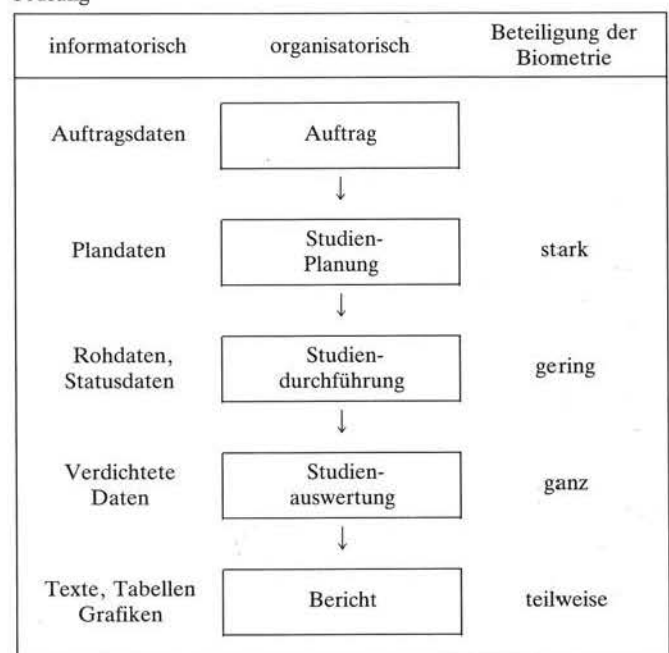 informatorisch organisatorisch Beteiligung der
Biometrie
Auftragsdaten Auftrag
↓
Plandaten Studien-
Planung stark
↓
Rohdaten, Studien-
Statusdaten durchführung gering
↓
Verdichtete Studien-
Daten auswertung ganz
↓
Texte, Tabellen
Grafiken Bericht teilweise